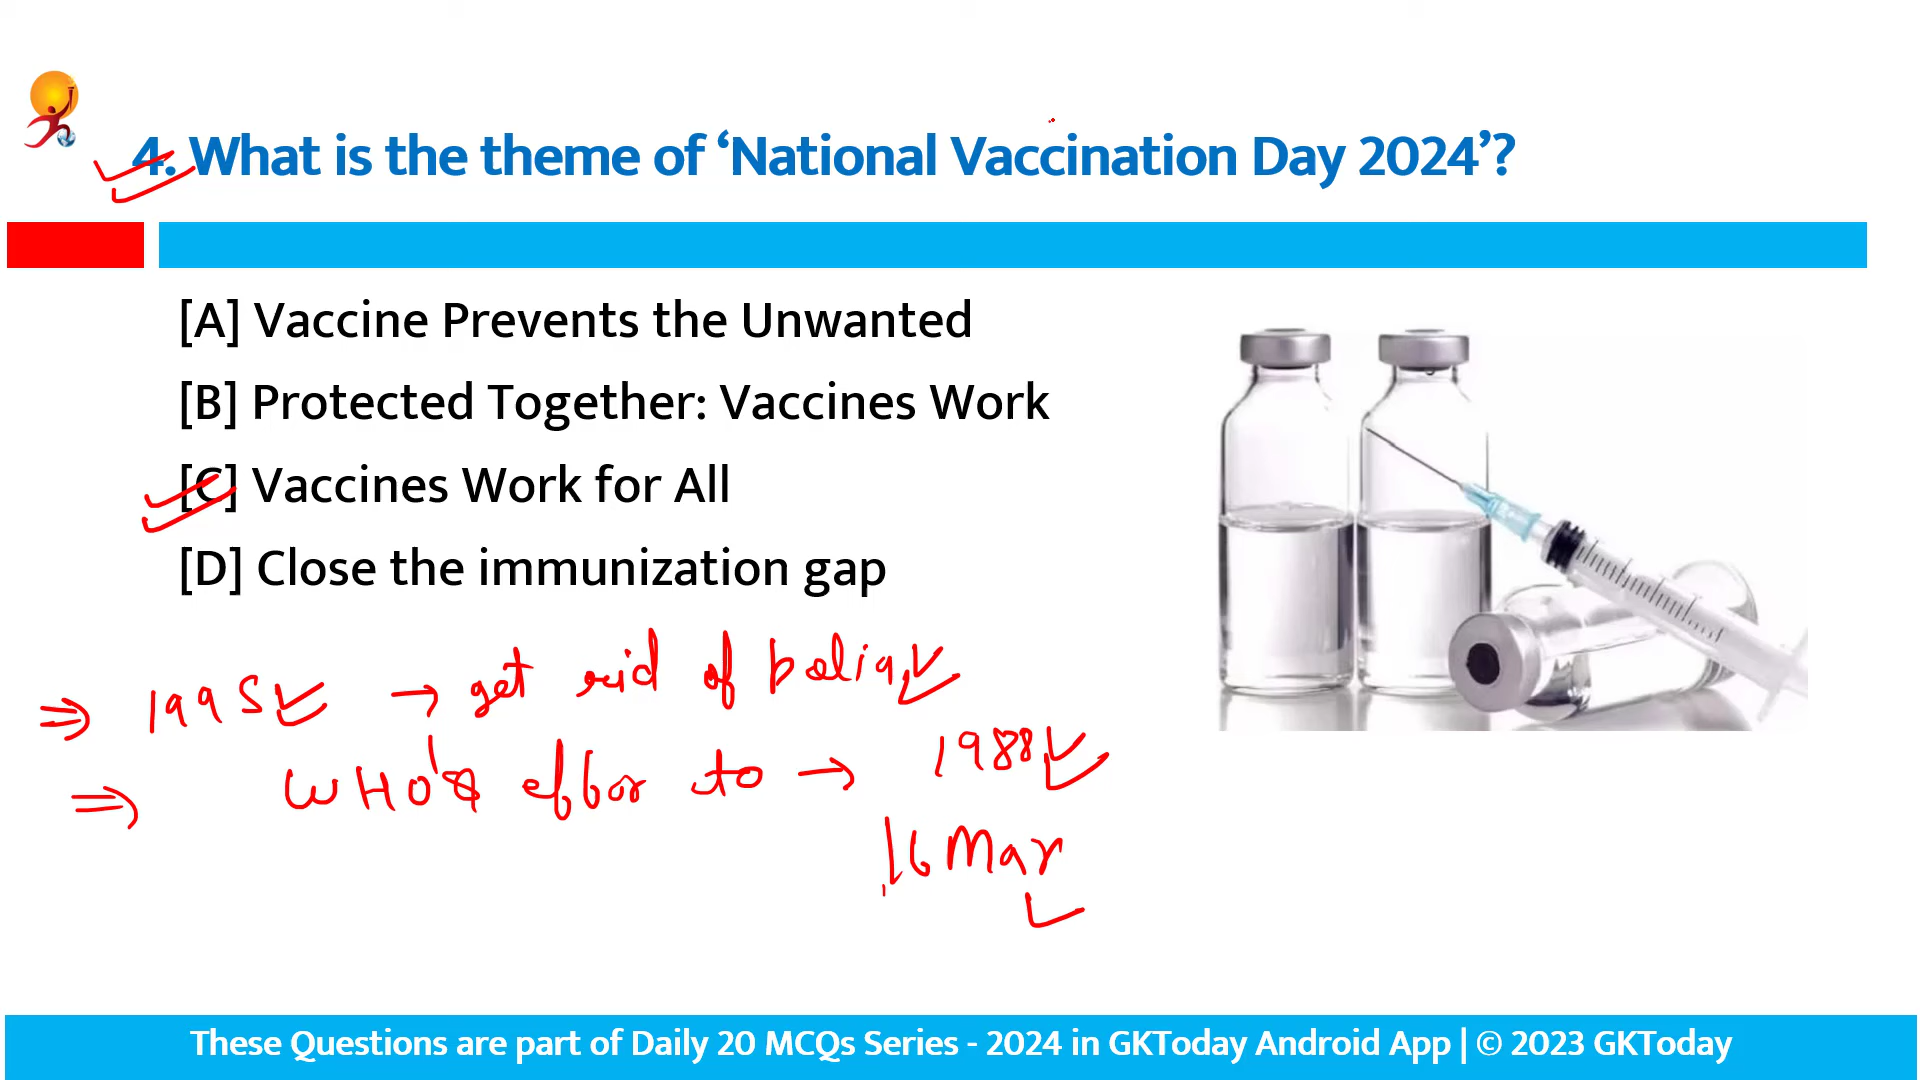 4. What is the theme of ‘National Vaccination Day 2024’?
[A] Vaccine Prevents the Unwanted
[B] Protected Together: Vaccines Work
[C] Vaccines Work for All
[D] Close the immunization gap
⇒ 1995 → get rid of polio
⇒ WHO's effor to → 1988
16 Mar
These Questions are part of Daily 20 MCQs Series - 2024 in GKToday Android App | © 2023 GKToday